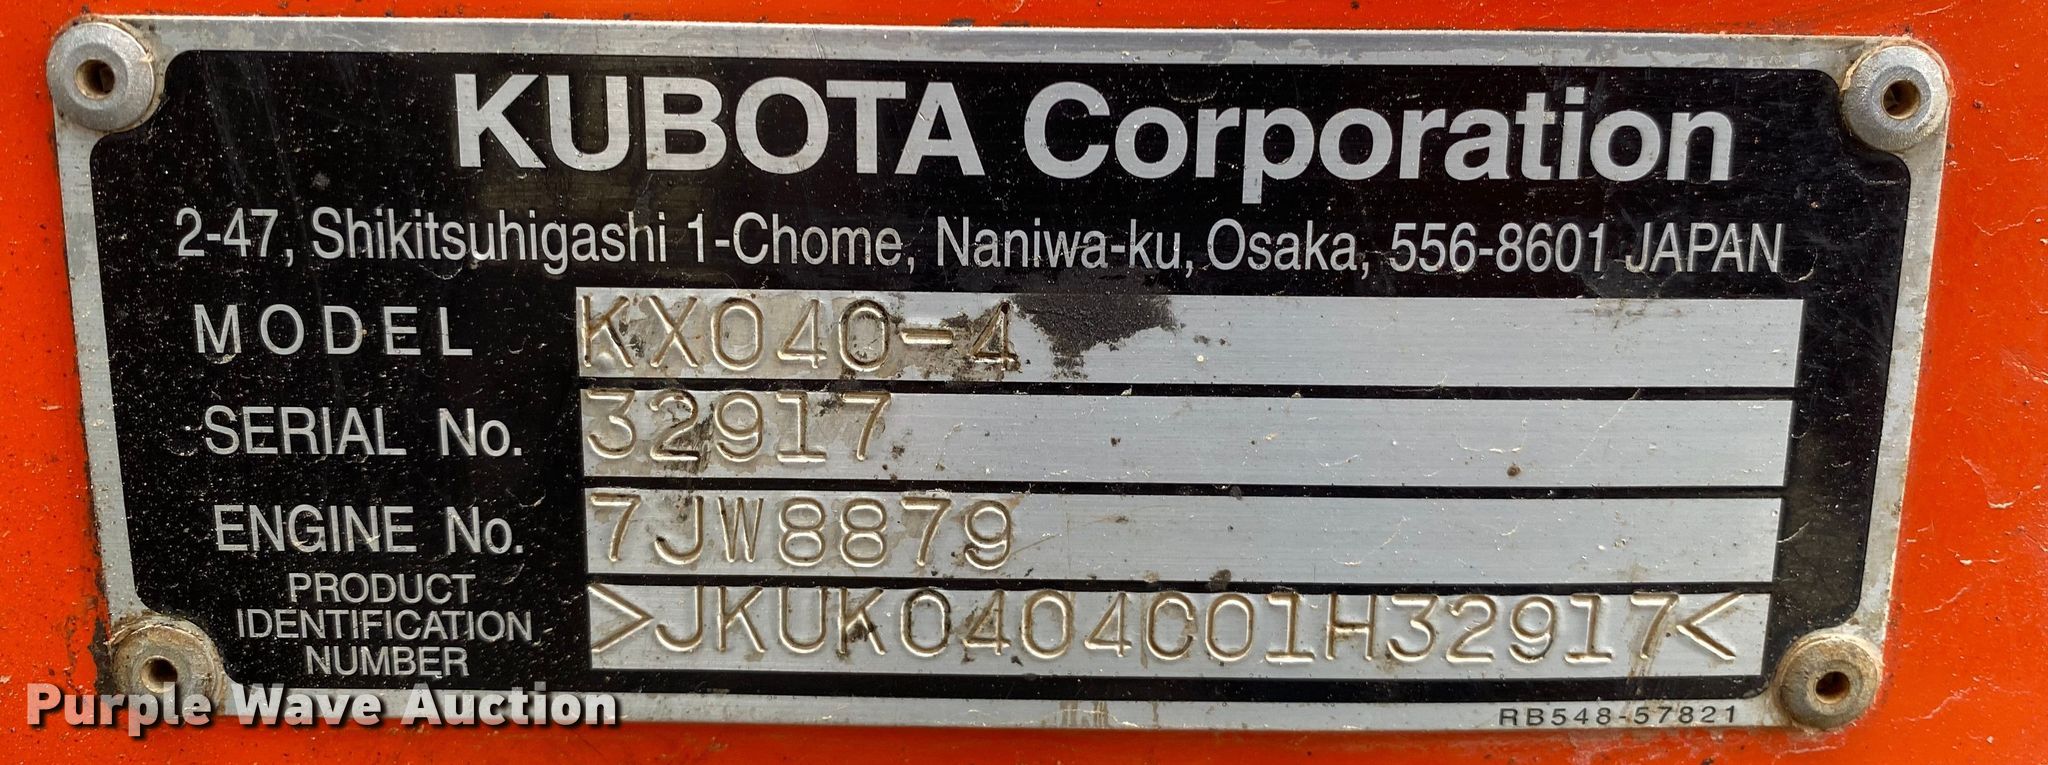 KUBOTA Corporation
2-47, Shikitsuhigashi 1-Chome, Naniwa-ku, Osaka, 556-8601 JAPAN
MODEL KX040-4
SERIAL No. 32917
ENGINE No. 7JW8879
PRODUCT
IDENTIFICATION
NUMBER >JKUK0404C01H32917<
RB548-57821
Purple Wave Auction